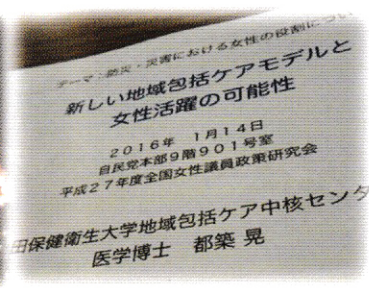 テーマ：防災・災害における女性の役割につい
新しい地域包括ケアモデルと
女性活躍の可能性
2016年 1月14日
自民党本部9階901号室
平成27年度全国女性議員政策研究会
田保健衛生大学地域包括ケア中核センタ
医学博士 都築 晃